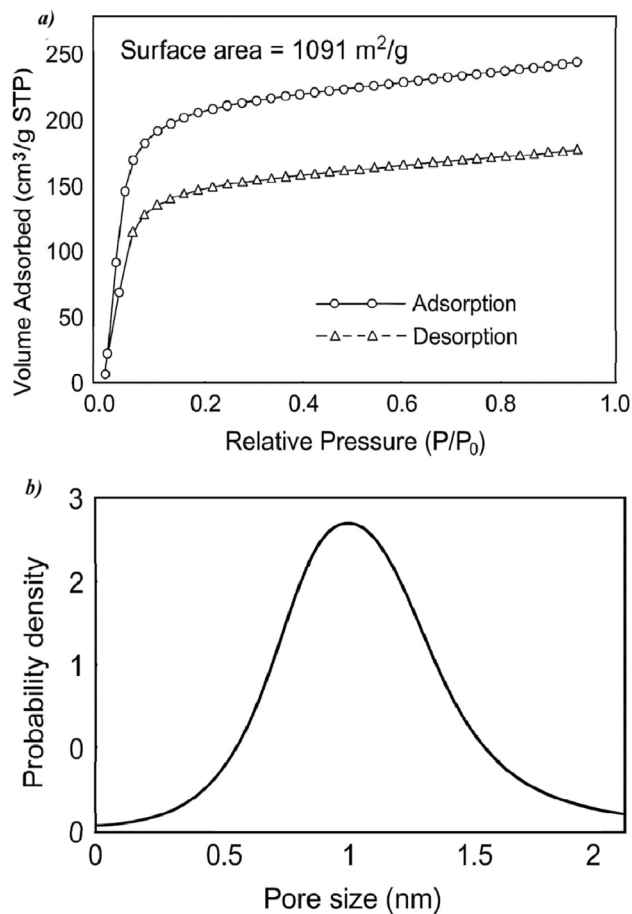 a)
Surface area = 1091 m²/g
250
200
150
100
50
0
Volume Adsorbed (cm³/g STP)
Adsorption
Desorption
0.0 0.2 0.4 0.6 0.8 1.0
Relative Pressure (P/P₀)
b)
3
2
1
0
0
Probability density
0 0.5 1 1.5 2
Pore size (nm)